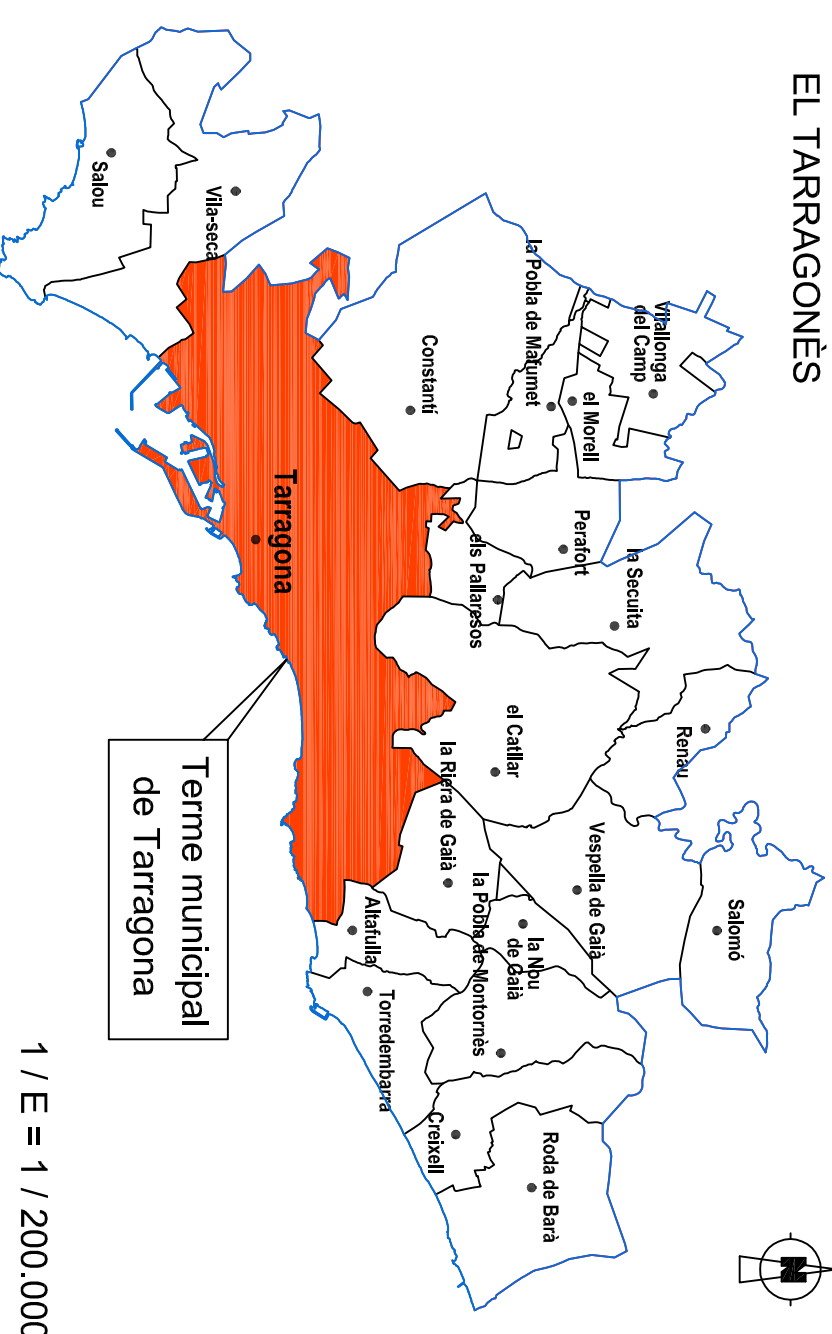 EL TARRAGONÈS
N
Vilallonga
del Camp
el Morell
la Pobla de Mafumet
Constantí
Perafort
la Secuita
els Pallaresos
Renau
el Catllar
Salomó
Vespella de Gaià
la Riera de Gaià
la Nou
de Gaià
la Pobla de Montornès
Roda de Barà
Creixell
Torredembarra
Altafulla
Tarragona
Vila-seca
Salou
Terme municipal
de Tarragona
1 / E = 1 / 200.000